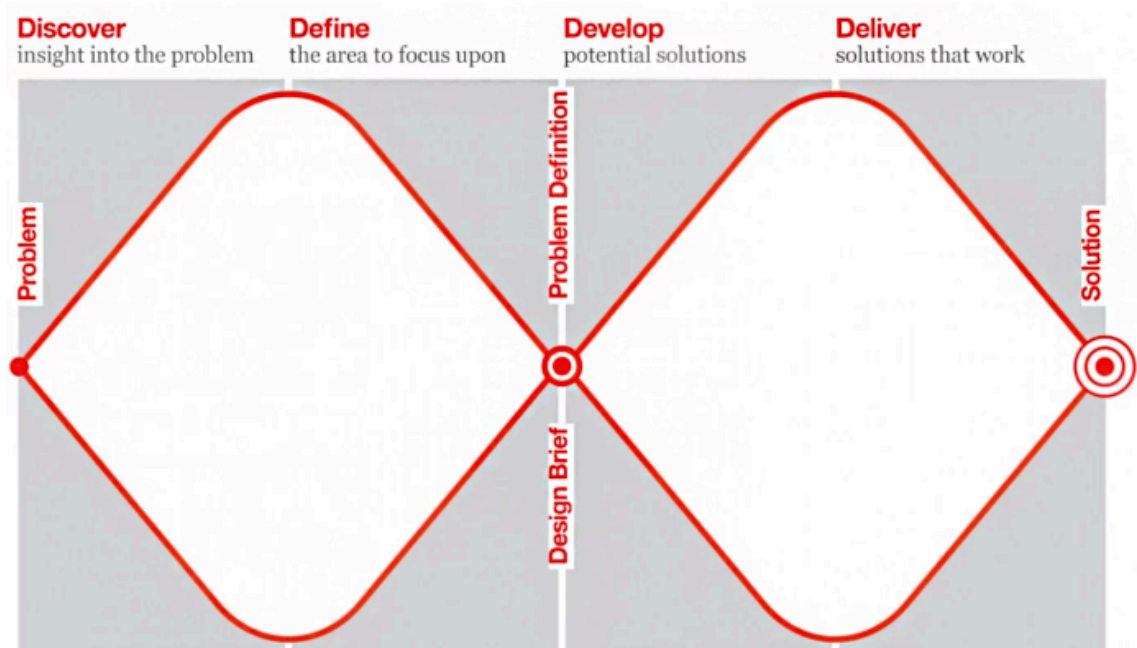 Discover
insight into the problem
Define
the area to focus upon
Develop
potential solutions
Deliver
solutions that work
Problem
Problem Definition
Design Brief
Solution